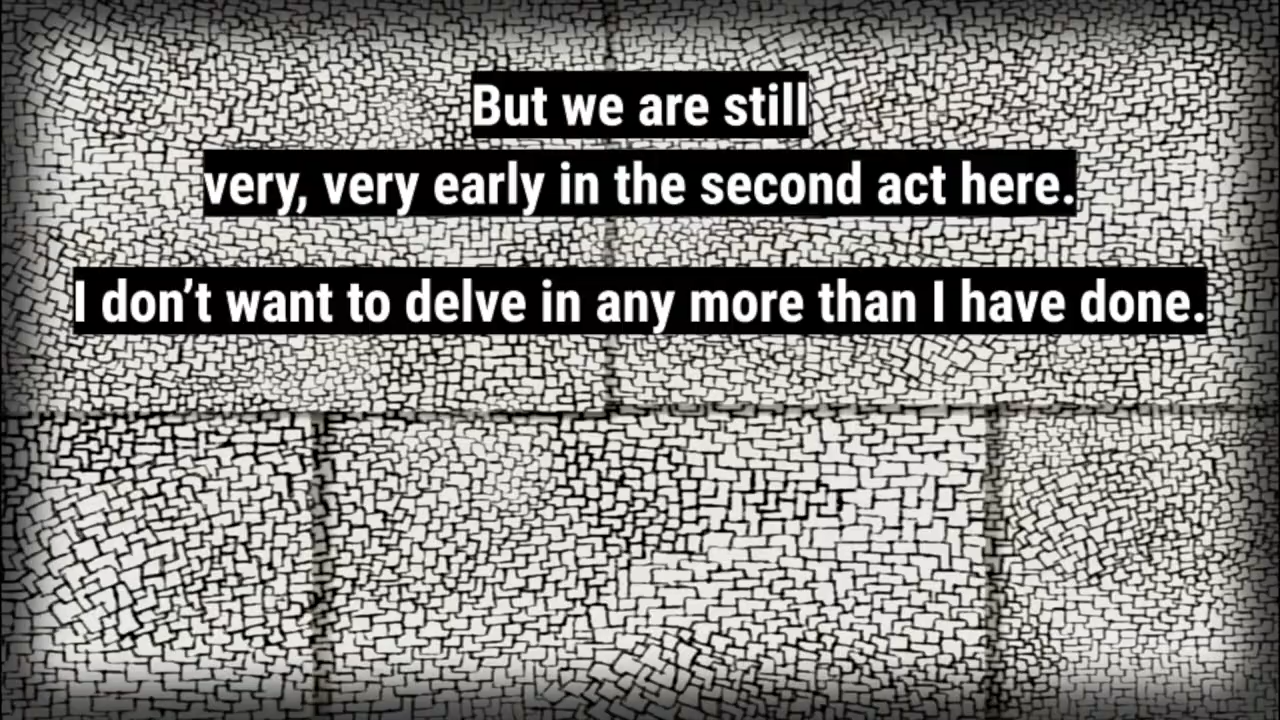 But we are still
very, very early in the second act here.
I don’t want to delve in any more than I have done.